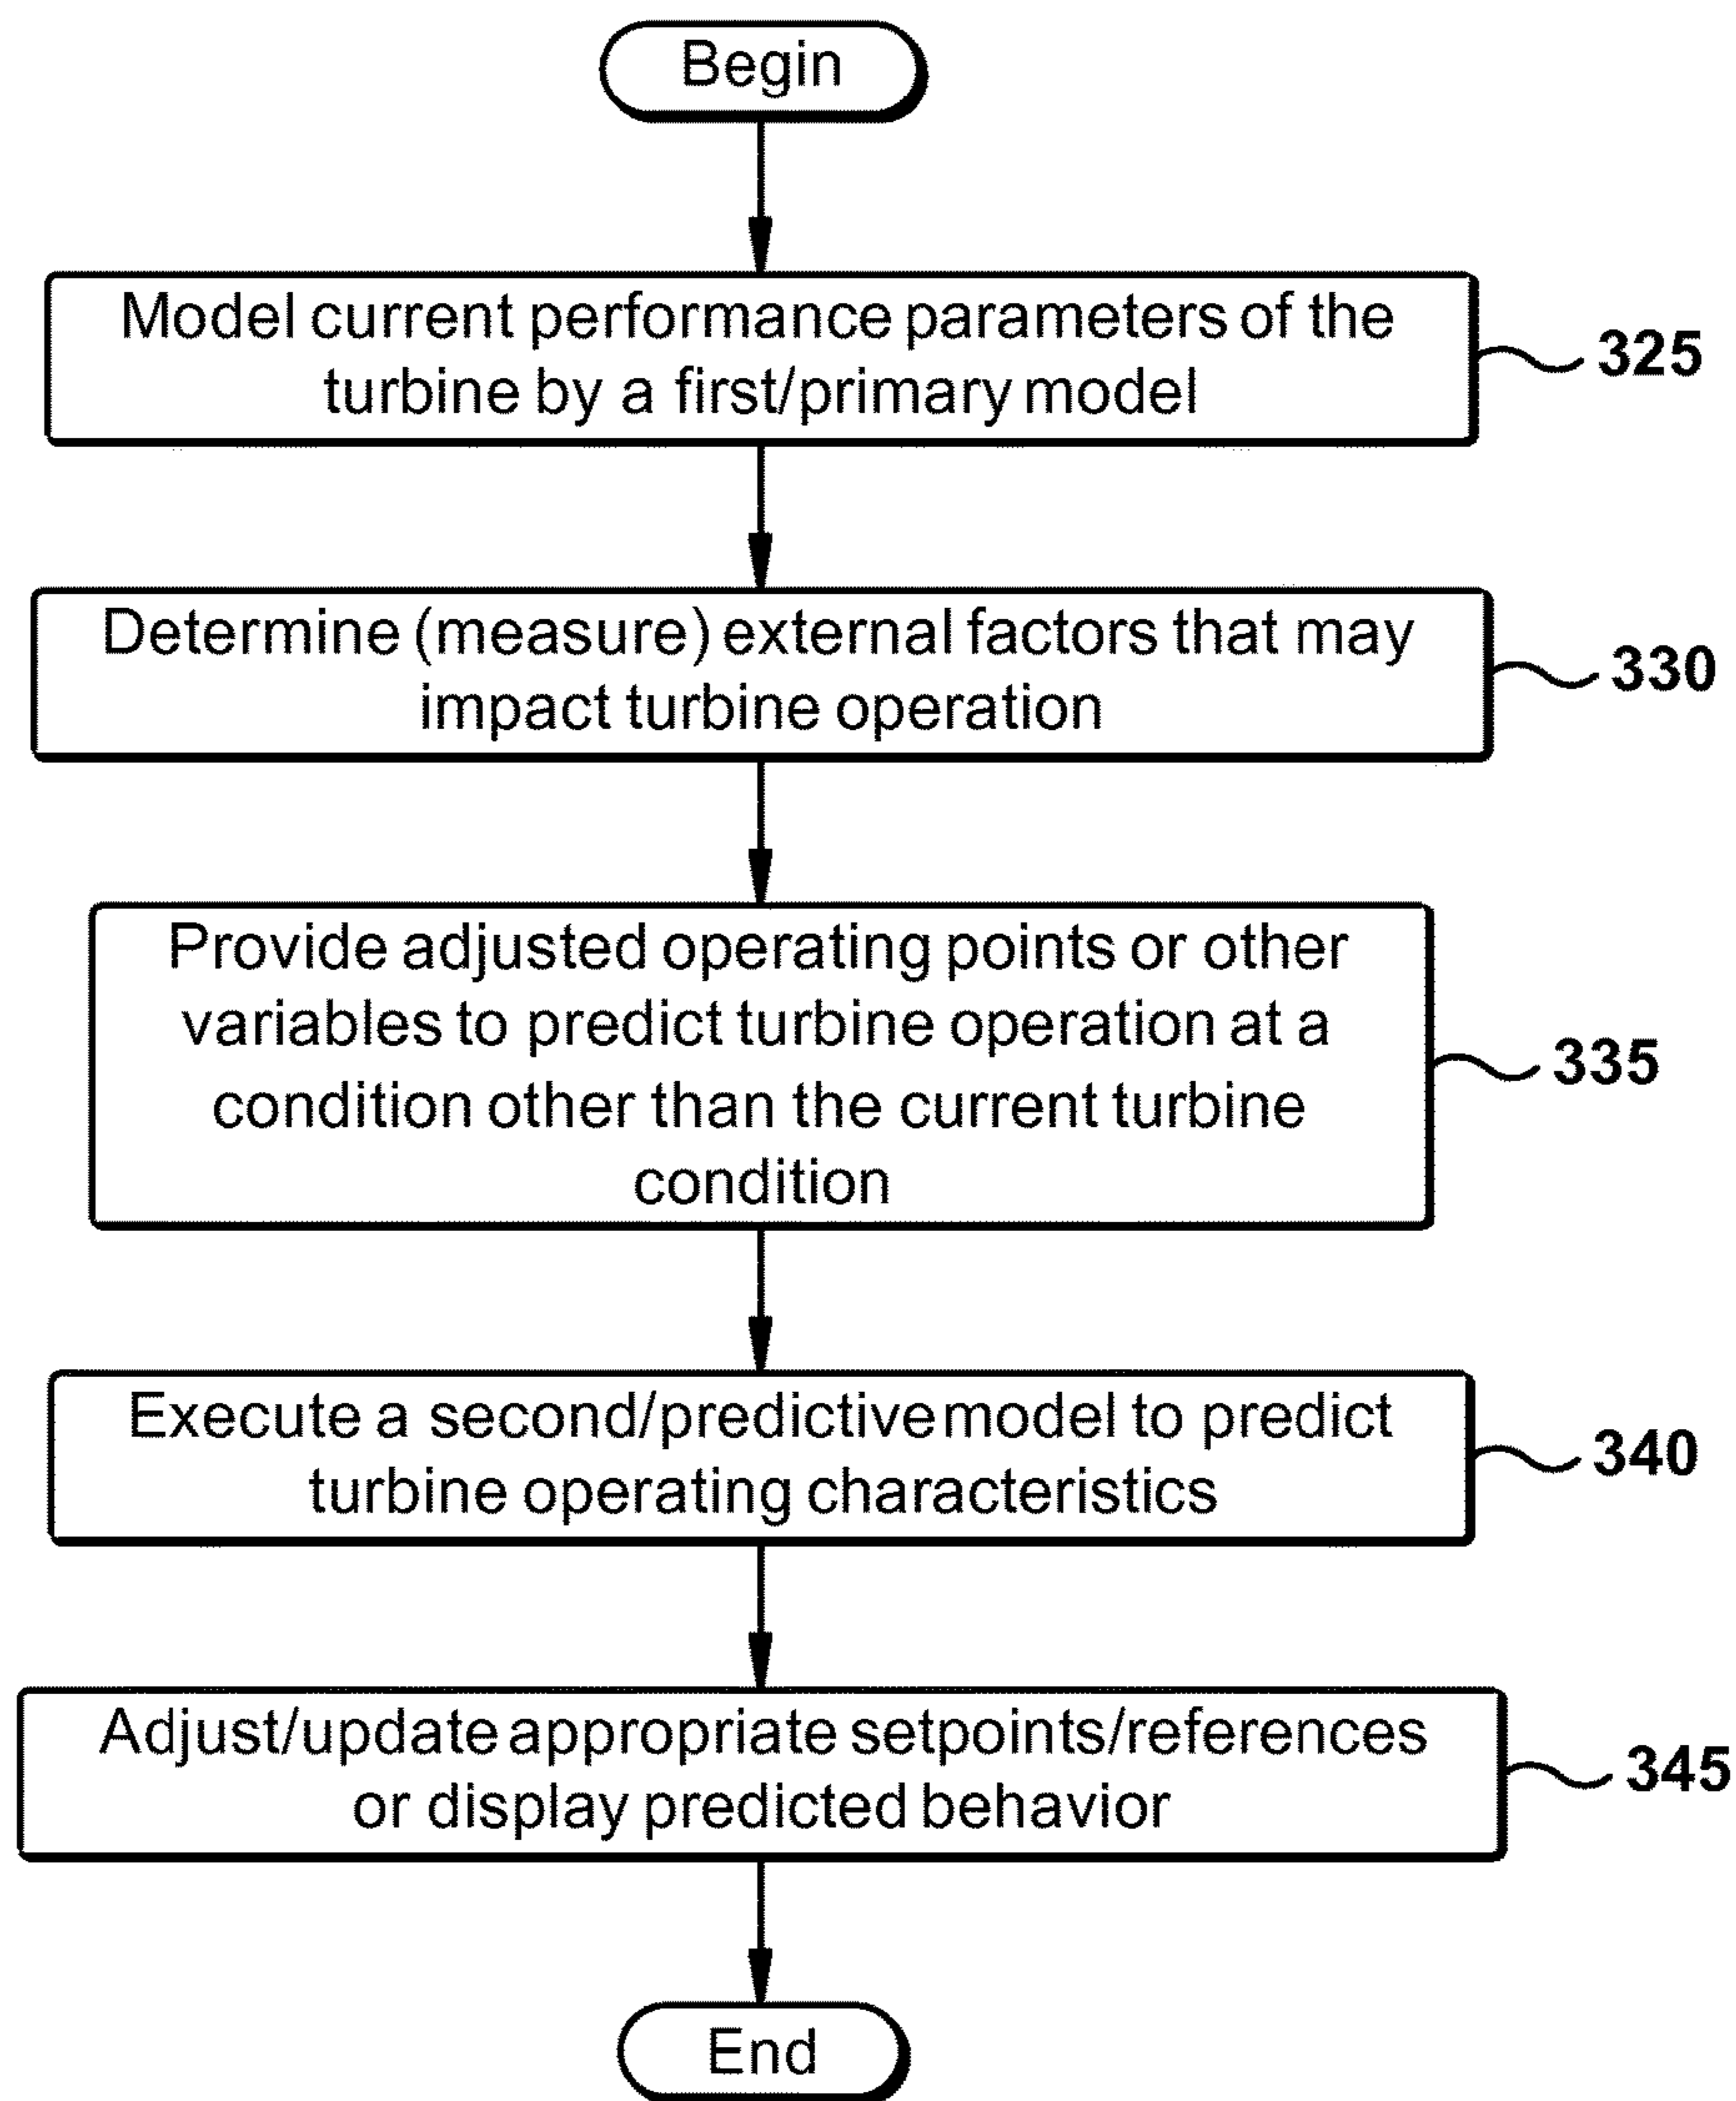 Begin
Model current performance parameters of the
turbine by a first/primary model
325
Determine (measure) external factors that may
impact turbine operation
330
Provide adjusted operating points or other
variables to predict turbine operation at a
condition other than the current turbine
condition
335
Execute a second/predictive model to predict
turbine operating characteristics
340
Adjust/update appropriate setpoints/references
or display predicted behavior
345
End